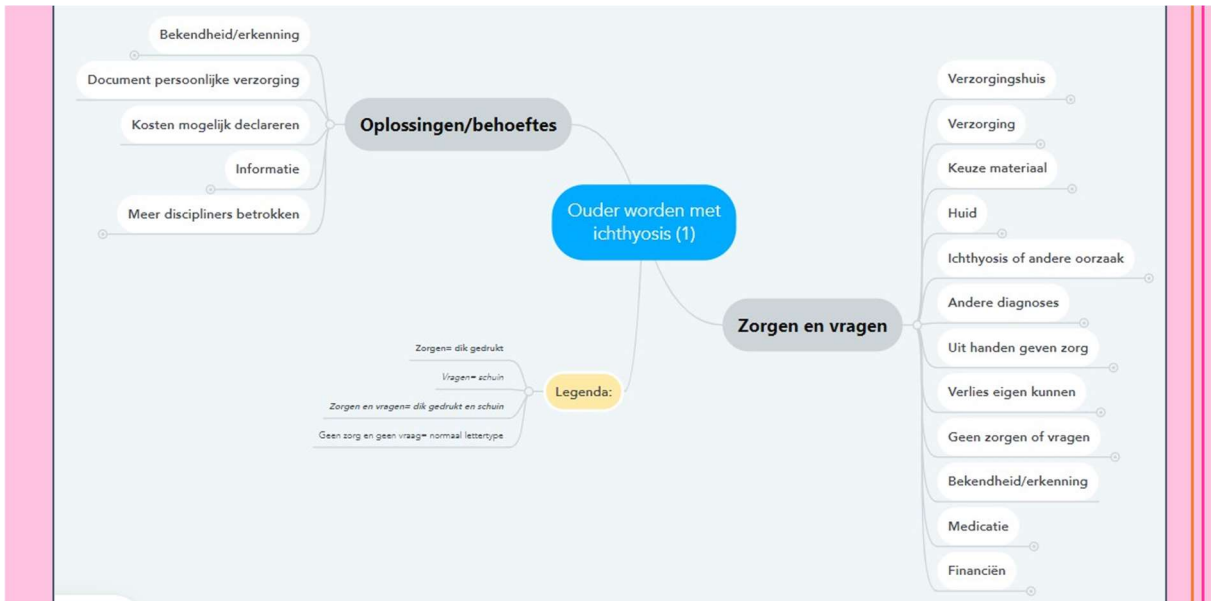 Bekendheid/erkenning
Document persoonlijke verzorging
Kosten mogelijk declareren
Informatie
Meer discipliners betrokken
Oplossingen/behoeftes
Ouder worden met
ichthyosis (1)
Zorgen en vragen
Verzorgingshuis
Verzorging
Keuze materiaal
Huid
Ichthyosis of andere oorzaak
Andere diagnoses
Uit handen geven zorg
Verlies eigen kunnen
Geen zorgen of vragen
Bekendheid/erkenning
Medicatie
Financiën
Legenda:
Zorgen= dik gedrukt
Vragen= schuin
Zorgen en vragen= dik gedrukt en schuin
Geen zorg en geen vraag= normaal lettertype